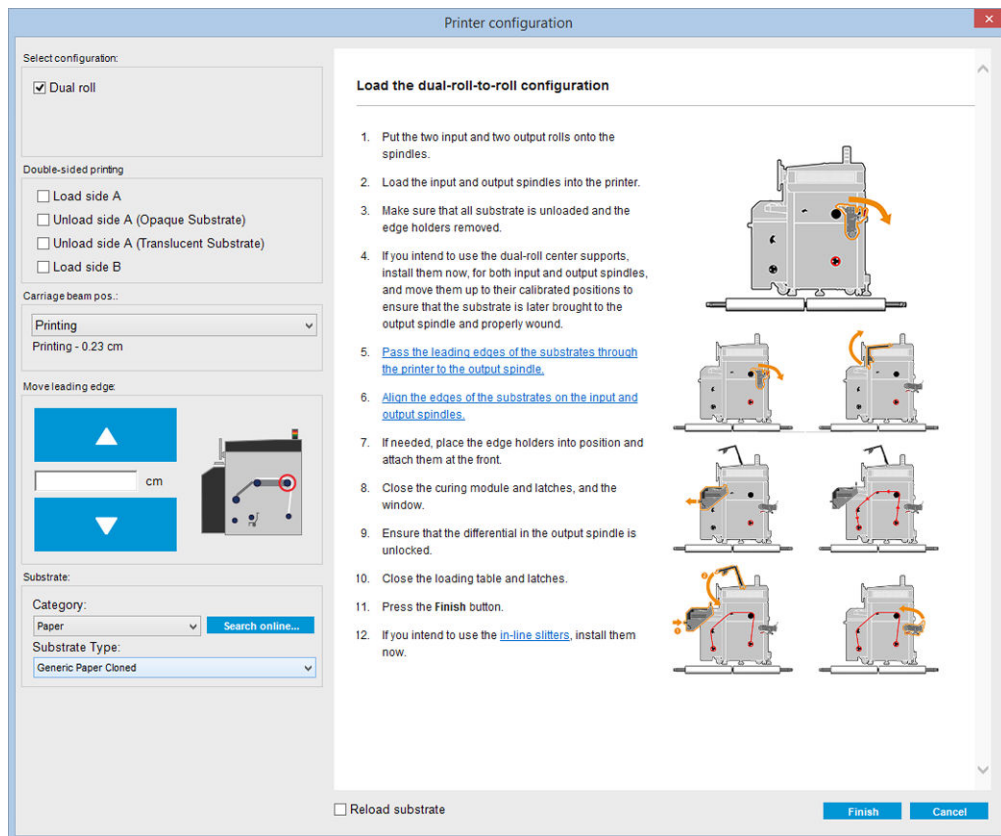 Printer configuration
Select configuration:
Dual roll
Double-sided printing
Load side A
Unload side A (Opaque Substrate)
Unload side A (Translucent Substrate)
Load side B
Carriage beam pos.:
Printing
Printing - 0.23 cm
Move leading edge:
cm
Substrate:
Category:
Paper
Search online...
Substrate Type:
Generic Paper Cloned
Load the dual-roll-to-roll configuration
1. Put the two input and two output rolls onto the
spindles.
2. Load the input and output spindles into the printer.
3. Make sure that all substrate is unloaded and the
edge holders removed.
4. If you intend to use the dual-roll center supports,
install them now, for both input and output spindles,
and move them up to their calibrated positions to
ensure that the substrate is later brought to the
output spindle and properly wound.
5. Pass the leading edges of the substrates through
the printer to the output spindle.
6. Align the edges of the substrates on the input and
output spindles.
7. If needed, place the edge holders into position and
attach them at the front.
8. Close the curing module and latches, and the
window.
9. Ensure that the differential in the output spindle is
unlocked.
10. Close the loading table and latches.
11. Press the Finish button.
12. If you intend to use the in-line slitters, install them
now.
Reload substrate
Finish
Cancel